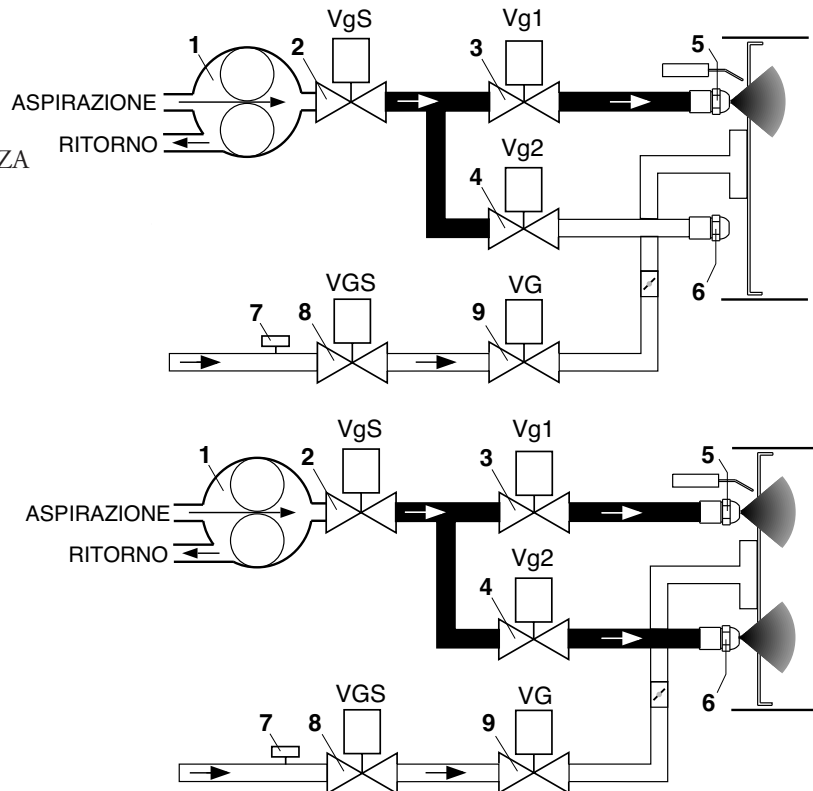 VgS Vg1
1 2 3 5
ASPIRAZIONE
RITORNO
ZA
Vg2
4
6
VGS VG
7 8 9
VgS Vg1
1 2 3 5
ASPIRAZIONE
RITORNO
Vg2
4
6
VGS VG
7 8 9